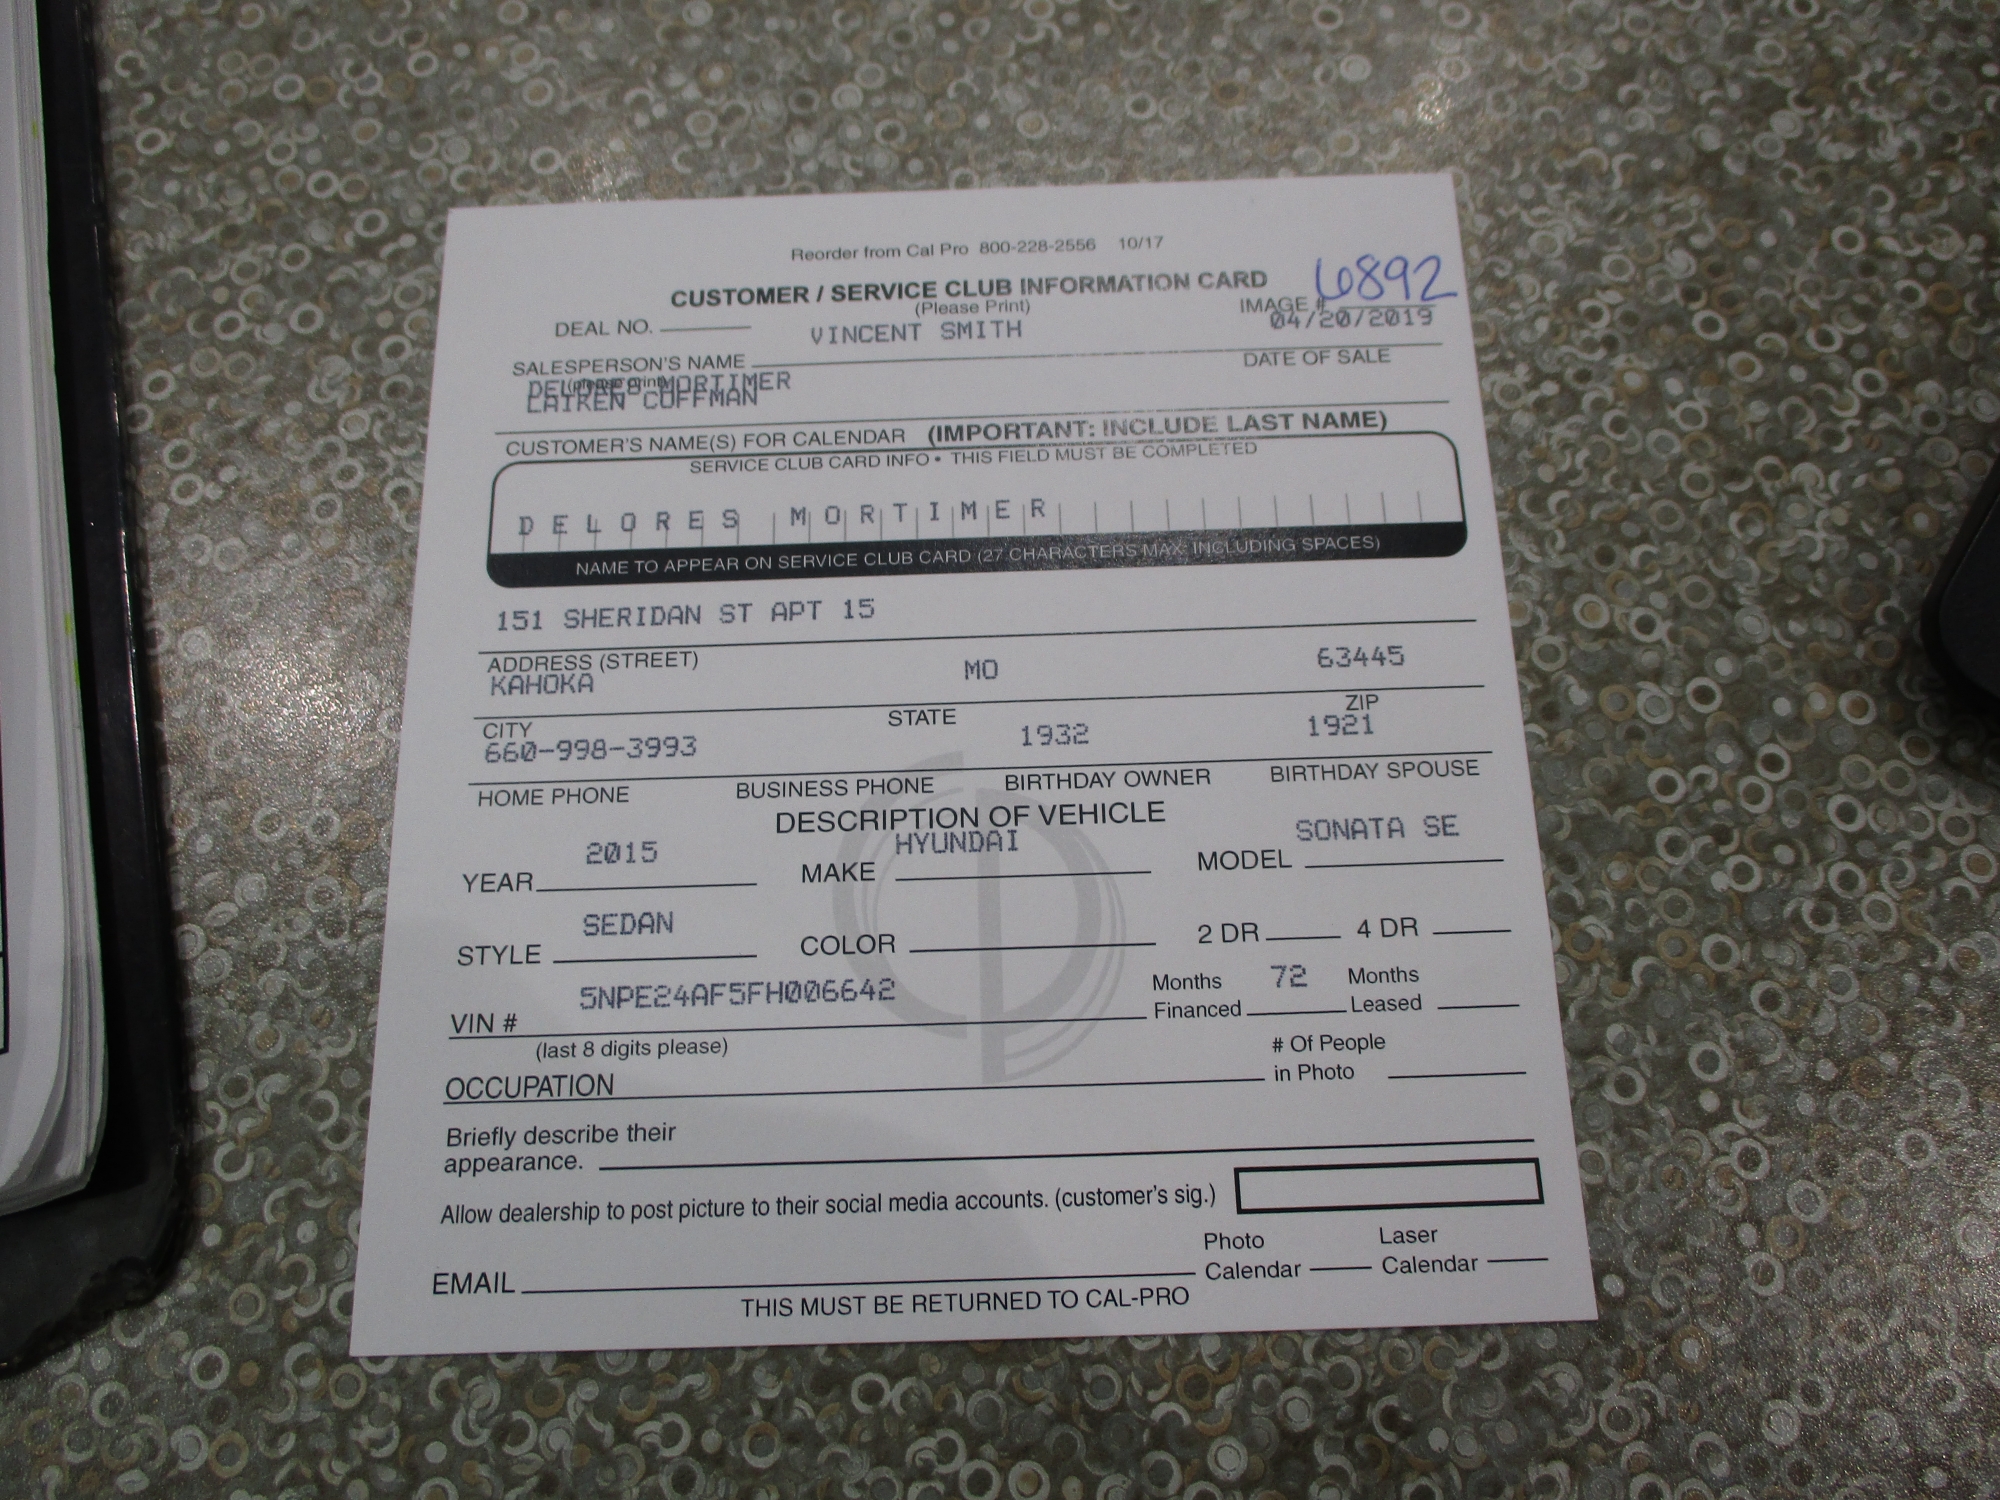 Reorder from Cal Pro 800-228-2556 10/17
CUSTOMER / SERVICE CLUB INFORMATION CARD
(Please Print)
IMAGE # 6892
DEAL NO.
VINCENT SMITH
04/20/2019
SALESPERSON'S NAME
DATE OF SALE
(please print)
DELORES MORTIMER
COFFMAN
CUSTOMER'S NAME(S) FOR CALENDAR (IMPORTANT: INCLUDE LAST NAME)
SERVICE CLUB CARD INFO • THIS FIELD MUST BE COMPLETED
DELORES MORTIMER
NAME TO APPEAR ON SERVICE CLUB CARD (27 CHARACTERS MAX. INCLUDING SPACES)
151 SHERIDAN ST APT 15
ADDRESS (STREET)
KAHOKA MO 63445
CITY STATE ZIP
660-998-3993 1932 1921
HOME PHONE BUSINESS PHONE BIRTHDAY OWNER BIRTHDAY SPOUSE
DESCRIPTION OF VEHICLE
YEAR 2015 MAKE HYUNDAI MODEL SONATA SE
STYLE SEDAN COLOR 2 DR 4 DR
VIN # 5NPE24AF5FH006642 Months Financed 72 Months Leased
(last 8 digits please)
OCCUPATION # Of People in Photo
Briefly describe their
appearance.
Allow dealership to post picture to their social media accounts. (customer's sig.)
EMAIL Photo Calendar Laser Calendar
THIS MUST BE RETURNED TO CAL-PRO